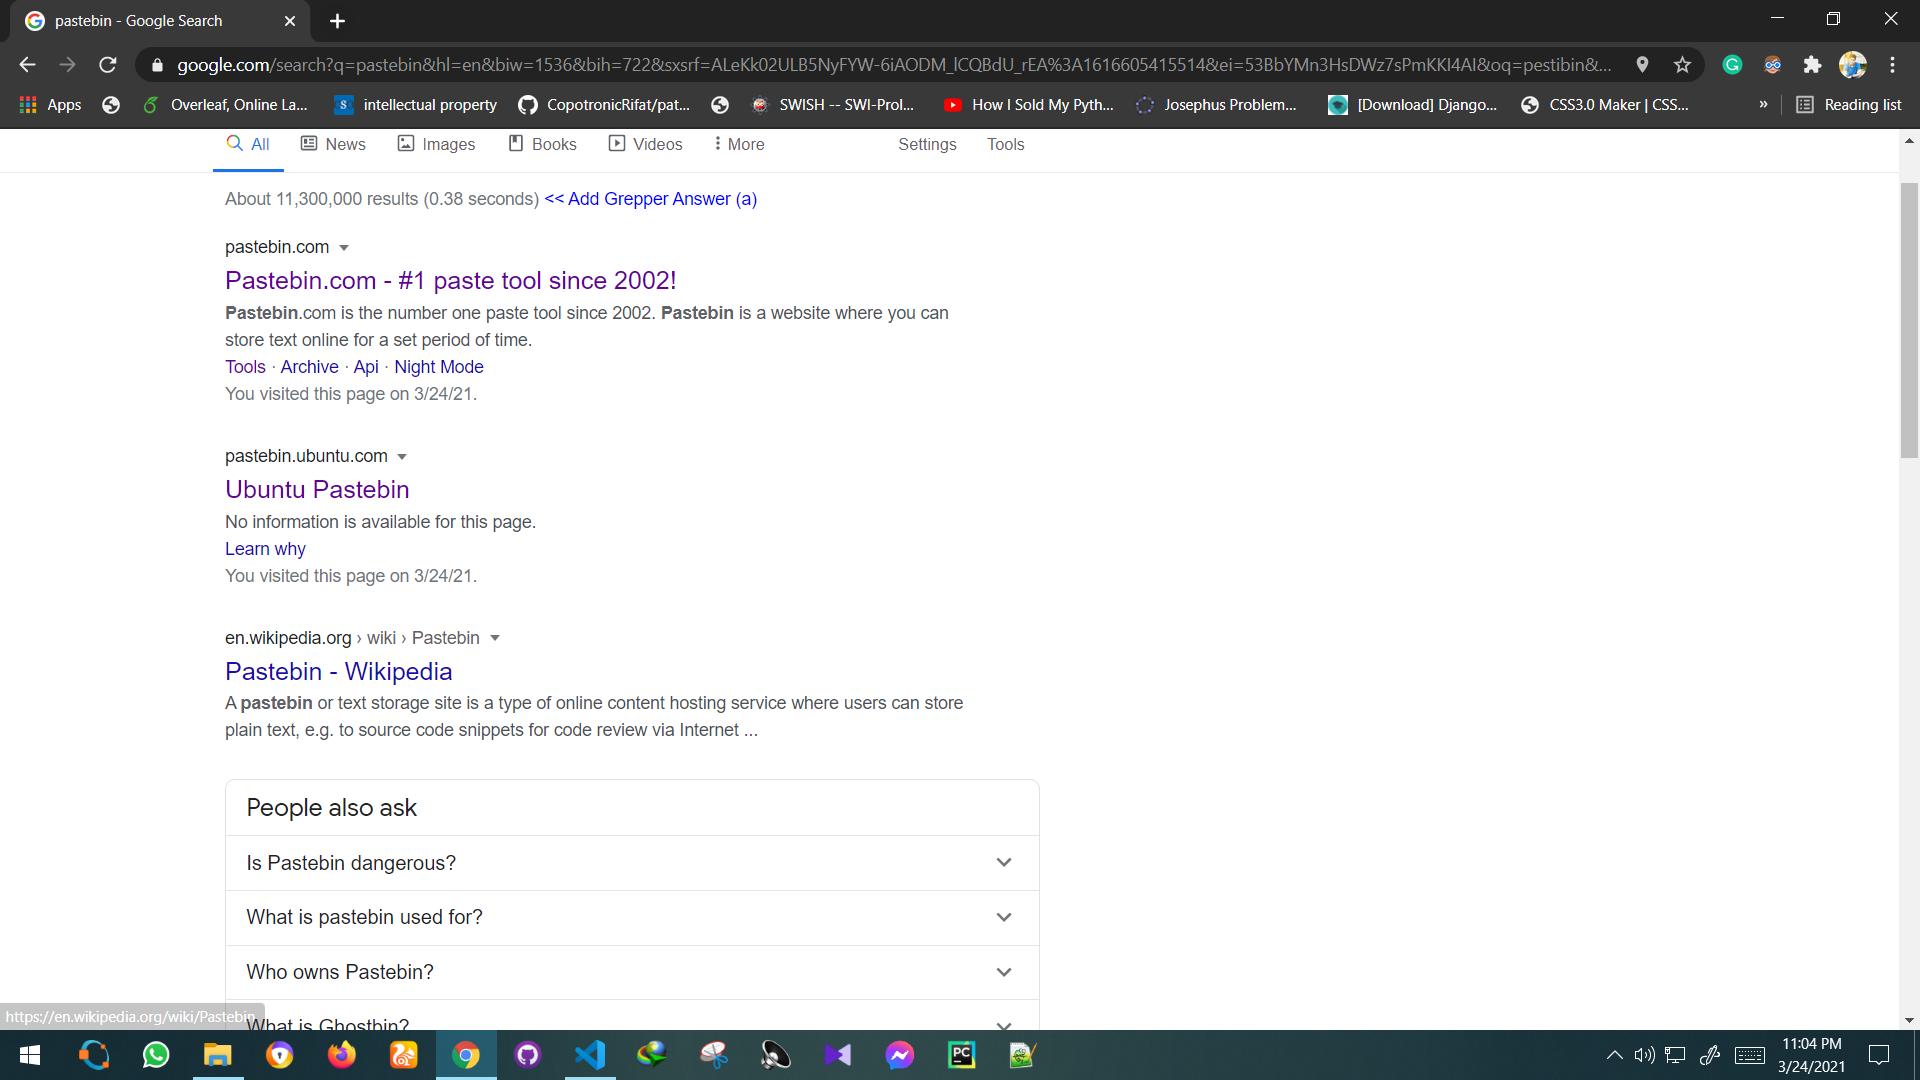 pastebin - Google Search
google.com/search?q=pastebin&hl=en&biw=1536&bih=722&sxsrf=ALeKk02ULB5NyFYW-6iAODM_lCQBdU_rEA%3A1616605415514&ei=53BbYMn3HsDWz7sPmKKI4AI&oq=pestibin&...
Apps Overleaf, Online La... intellectual property CopotronicRifat/pat... SWISH -- SWI-Prol... How I Sold My Pyth... Josephus Problem... [Download] Django... CSS3.0 Maker | CSS... » Reading list
All News Images Books Videos More Settings Tools
About 11,300,000 results (0.38 seconds) << Add Grepper Answer (a)
pastebin.com
Pastebin.com - #1 paste tool since 2002!
Pastebin.com is the number one paste tool since 2002. Pastebin is a website where you can
store text online for a set period of time.
Tools · Archive · Api · Night Mode
You visited this page on 3/24/21.
pastebin.ubuntu.com
Ubuntu Pastebin
No information is available for this page.
Learn why
You visited this page on 3/24/21.
en.wikipedia.org › wiki › Pastebin
Pastebin - Wikipedia
A pastebin or text storage site is a type of online content hosting service where users can store
plain text, e.g. to source code snippets for code review via Internet ...
People also ask
Is Pastebin dangerous?
What is pastebin used for?
Who owns Pastebin?
What is Ghostbin?
https://en.wikipedia.org/wiki/Pastebin
11:04 PM
3/24/2021